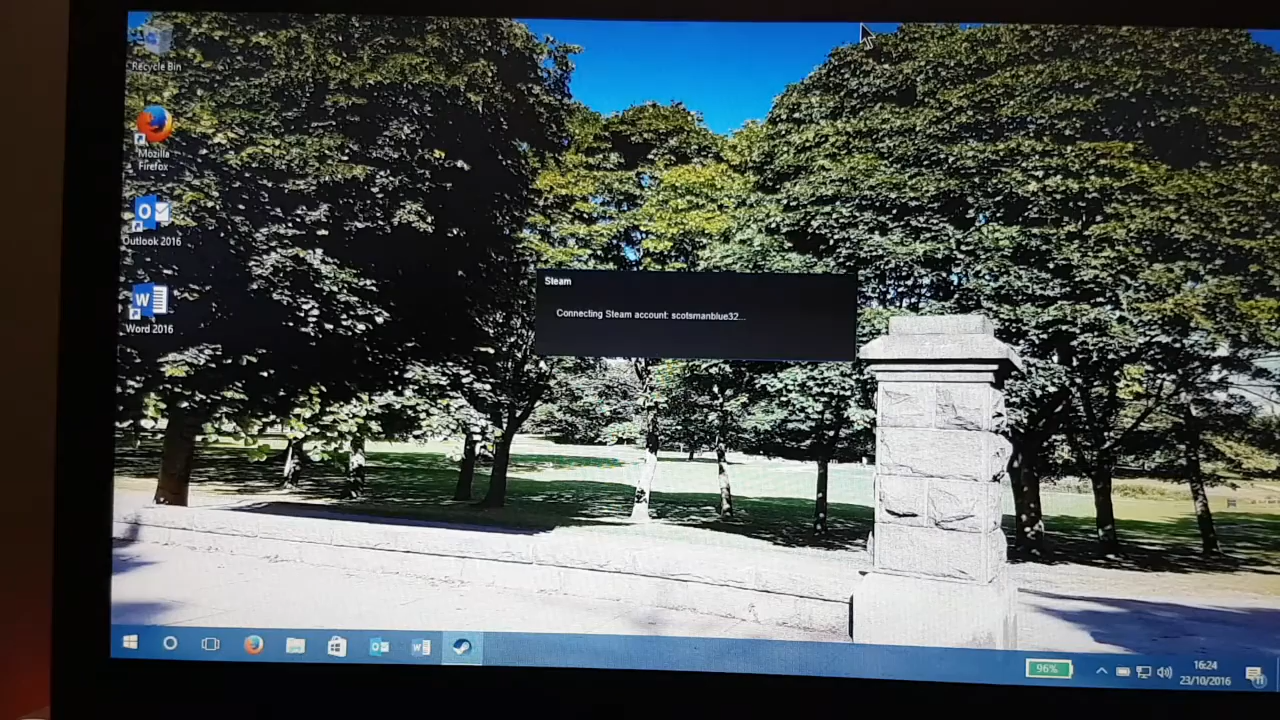 Recycle Bin
Mozilla
Firefox
Outlook 2016
Word 2016
Steam
Connecting Steam account: scotsmanblue32...
96%
16:24
23/10/2016